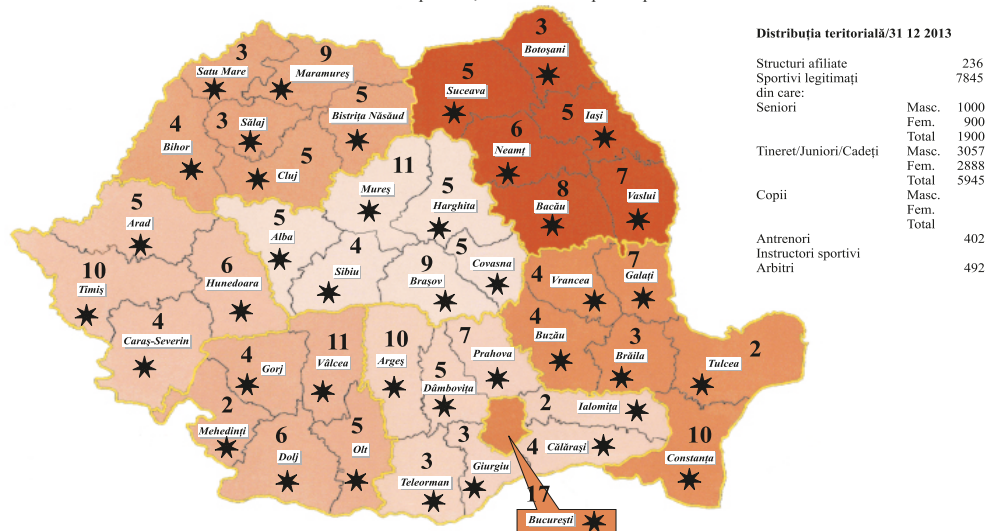 Distribuția teritorială/31 12 2013
Structuri afiliate 236
Sportivi legitimați 7845
din care:
Seniori Masc. 1000
Fem. 900
Total 1900
Tineret/Juniori/Cadeți Masc. 3057
Fem. 2888
Total 5945
Copii Masc.
Fem.
Total
Antrenori 402
Instructori sportivi
Arbitri 492
3
Botoșani
3
Satu Mare
9
Maramureș
5
Suceava
5
Bistrița Năsăud
3
Sălaj
5
Iași
4
Bihor
6
Neamț
5
Cluj
11
Mureș
5
Harghita
8
Bacău
7
Vaslui
5
Arad
5
Alba
4
Sibiu
9
Brașov
5
Covasna
10
Timiș
6
Hunedoara
4
Vrancea
7
Galați
4
Caraș-Severin
4
Gorj
11
Vâlcea
10
Argeș
5
Dâmbovița
7
Prahova
4
Buzău
3
Brăila
2
Tulcea
2
Mehedinți
6
Dolj
5
Olt
3
Teleorman
3
Giurgiu
2
Ialomița
4
Călărași
10
Constanța
17
București